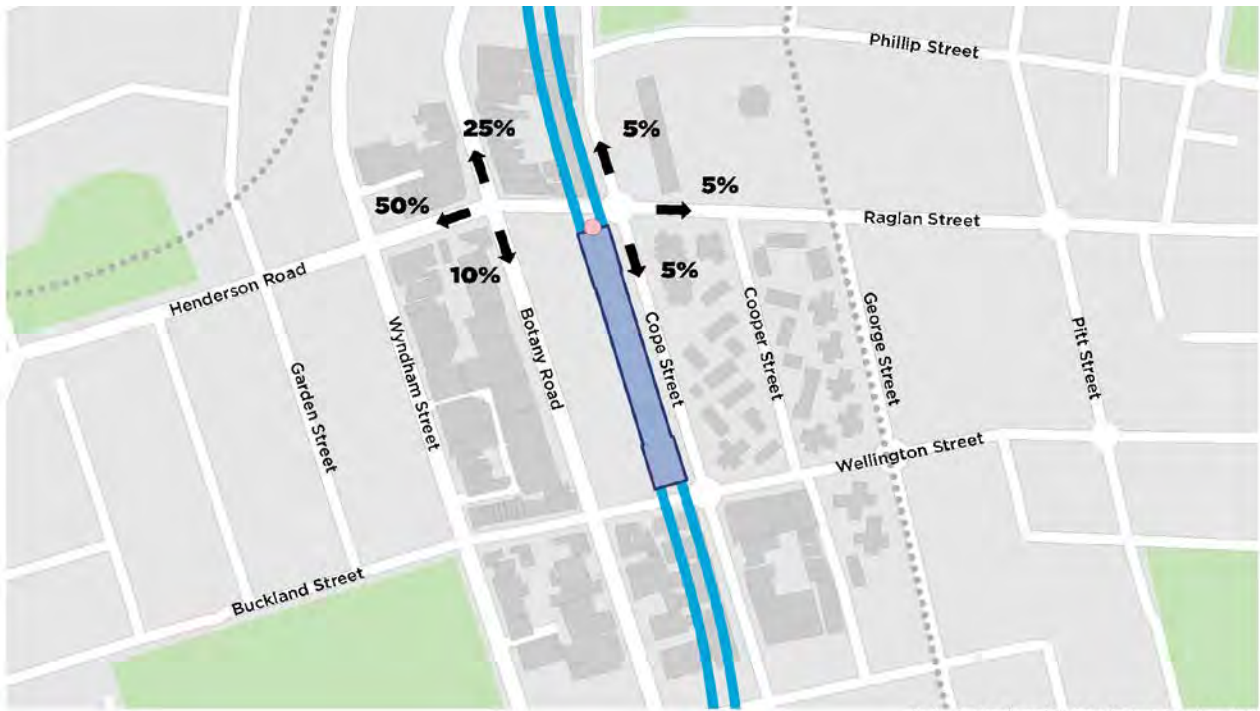 Phillip Street
25%
5%
5%
50%
Raglan Street
10%
5%
Henderson Road
Wyndham Street
Botany Road
Cope Street
Cooper Street
George Street
Pitt Street
Garden Street
Wellington Street
Buckland Street